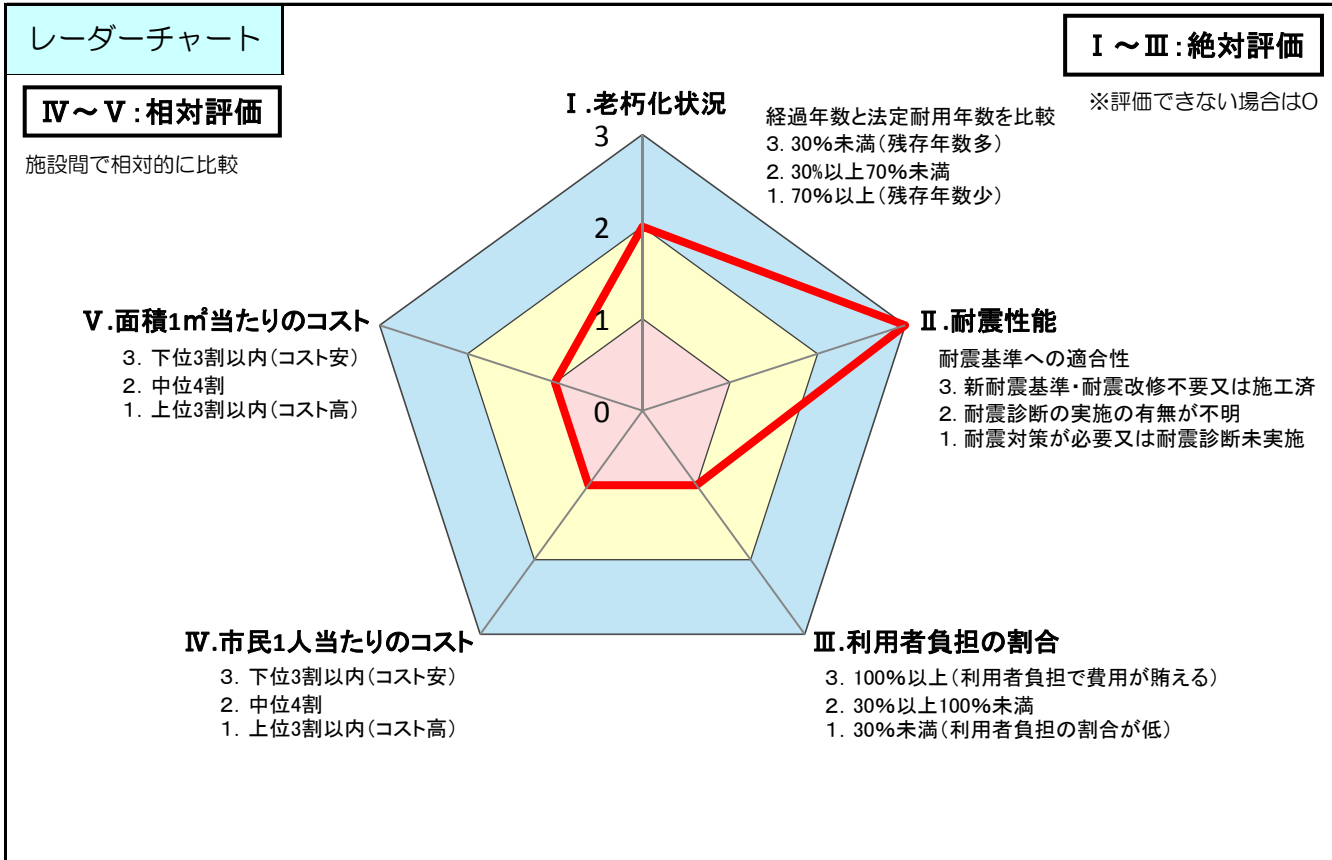 レーダーチャート
Ⅰ～Ⅲ:絶対評価
※評価できない場合は0
Ⅳ～Ⅴ:相対評価
施設間で相対的に比較
Ⅰ.老朽化状況
経過年数と法定耐用年数を比較
3. 30%未満(残存年数多)
2. 30%以上70%未満
1. 70%以上(残存年数少)
3
2
1
0
Ⅱ.耐震性能
耐震基準への適合性
3. 新耐震基準・耐震改修不要又は施工済
2. 耐震診断の実施の有無が不明
1. 耐震対策が必要又は耐震診断未実施
Ⅴ.面積1㎡当たりのコスト
3. 下位3割以内(コスト安)
2. 中位4割
1. 上位3割以内(コスト高)
Ⅳ.市民1人当たりのコスト
3. 下位3割以内(コスト安)
2. 中位4割
1. 上位3割以内(コスト高)
Ⅲ.利用者負担の割合
3. 100%以上(利用者負担で費用が賄える)
2. 30%以上100%未満
1. 30%未満(利用者負担の割合が低)